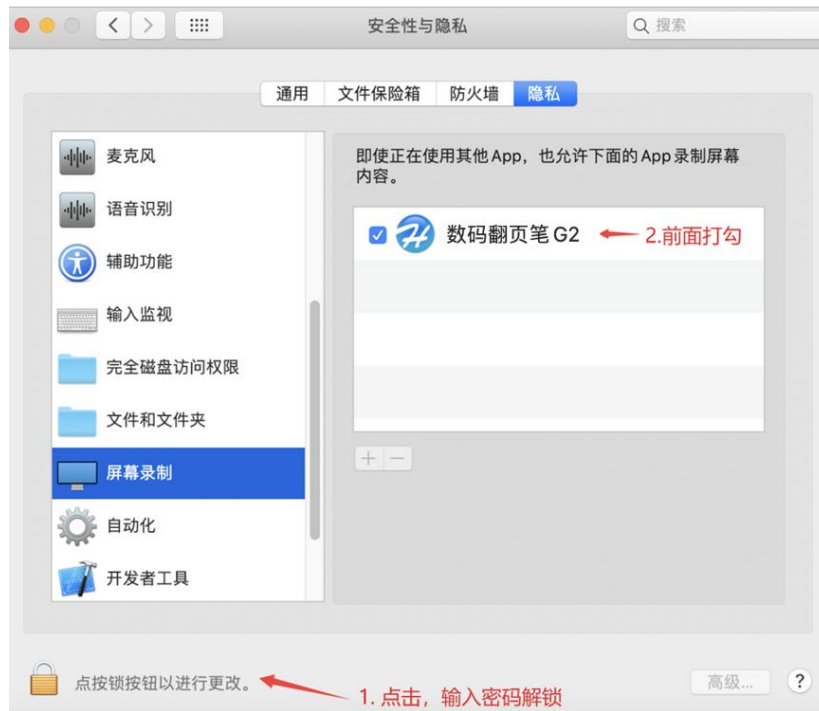 安全性与隐私
搜索
通用
文件保险箱
防火墙
隐私
麦克风
语音识别
辅助功能
输入监视
完全磁盘访问权限
文件和文件夹
屏幕录制
自动化
开发者工具
即使正在使用其他App，也允许下面的App录制屏幕
内容。
数码翻页笔G2
2.前面打勾
+ −
点按锁按钮以进行更改。
1. 点击，输入密码解锁
高级...
?